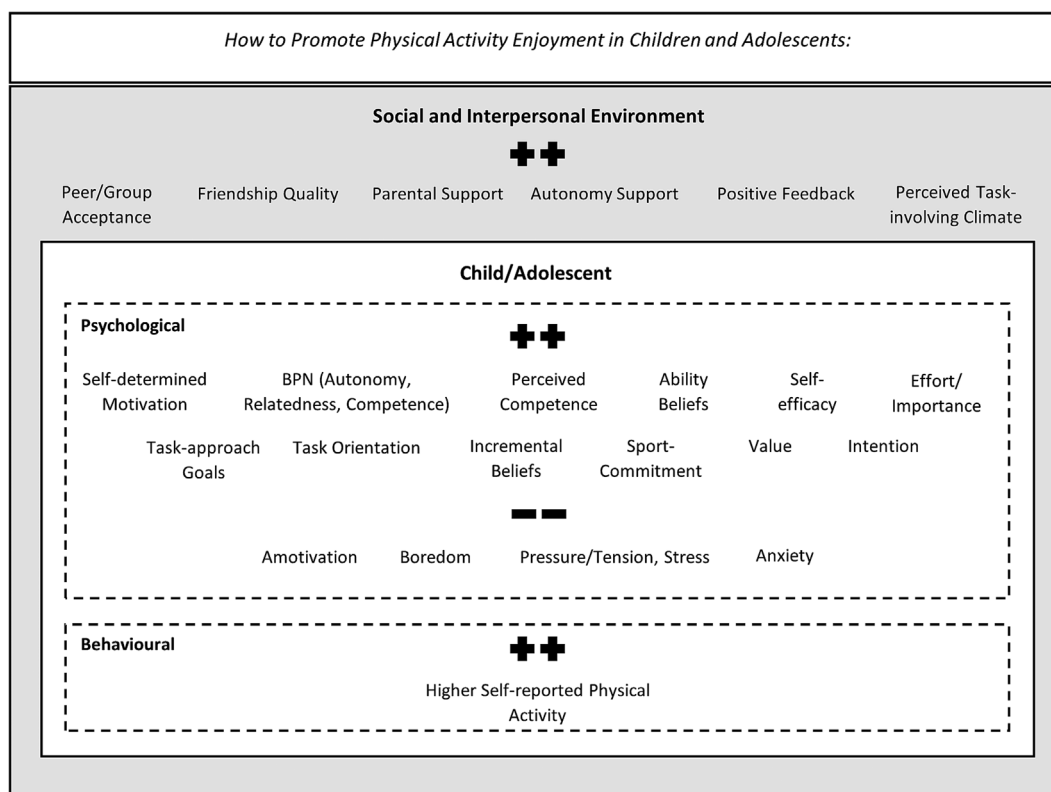 How to Promote Physical Activity Enjoyment in Children and Adolescents:
Social and Interpersonal Environment
Peer/Group
Acceptance
Friendship Quality
Parental Support
Autonomy Support
Positive Feedback
Perceived Task-
involving Climate
Child/Adolescent
Psychological
Self-determined
Motivation
BPN (Autonomy,
Relatedness, Competence)
Perceived
Competence
Ability
Beliefs
Self-
efficacy
Effort/
Importance
Task-approach
Goals
Task Orientation
Incremental
Beliefs
Sport-
Commitment
Value
Intention
Amotivation
Boredom
Pressure/Tension, Stress
Anxiety
Behavioural
Higher Self-reported Physical
Activity